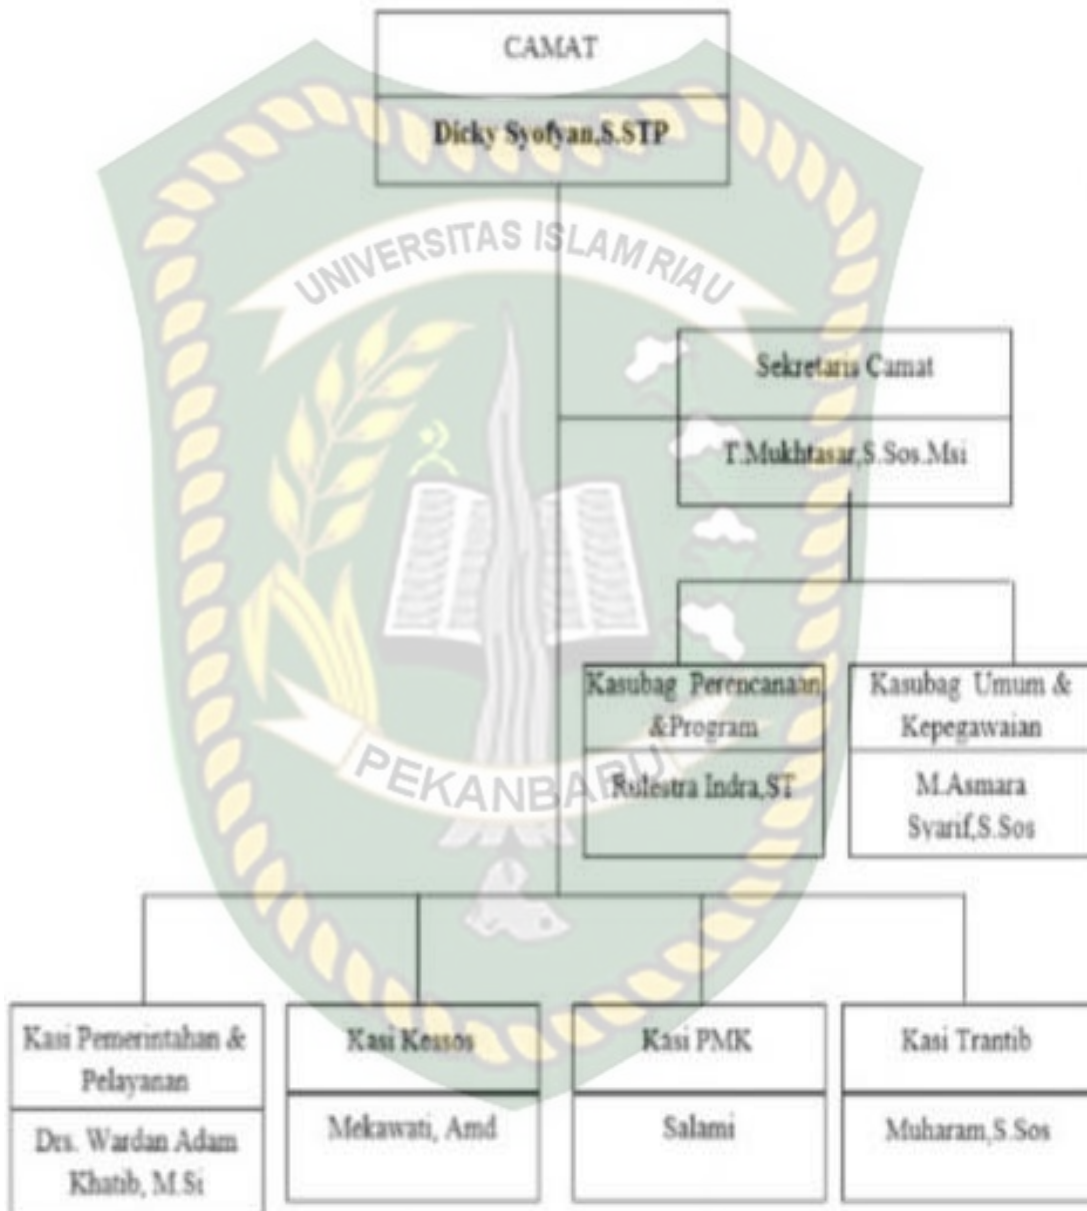 CAMAT
Dicky Syofyan,S.STP
UNIVERSITAS ISLAM RIAU
Sekretaris Camat
T.Mukhtasar,S.Sos.Msi
Kasubag Perencanaan
&Program
Rulestra Indra,ST
Kasubag Umum &
Kepegawaian
M.Asmara
Syarif,S.Sos
PEKANBARU
Kasi Pemerintahan &
Pelayanan
Drs. Wardan Adam
Khatib, M.Si
Kasi Kessos
Mekawati, Amd
Kasi PMK
Salami
Kasi Trantib
Muharam,S.Sos